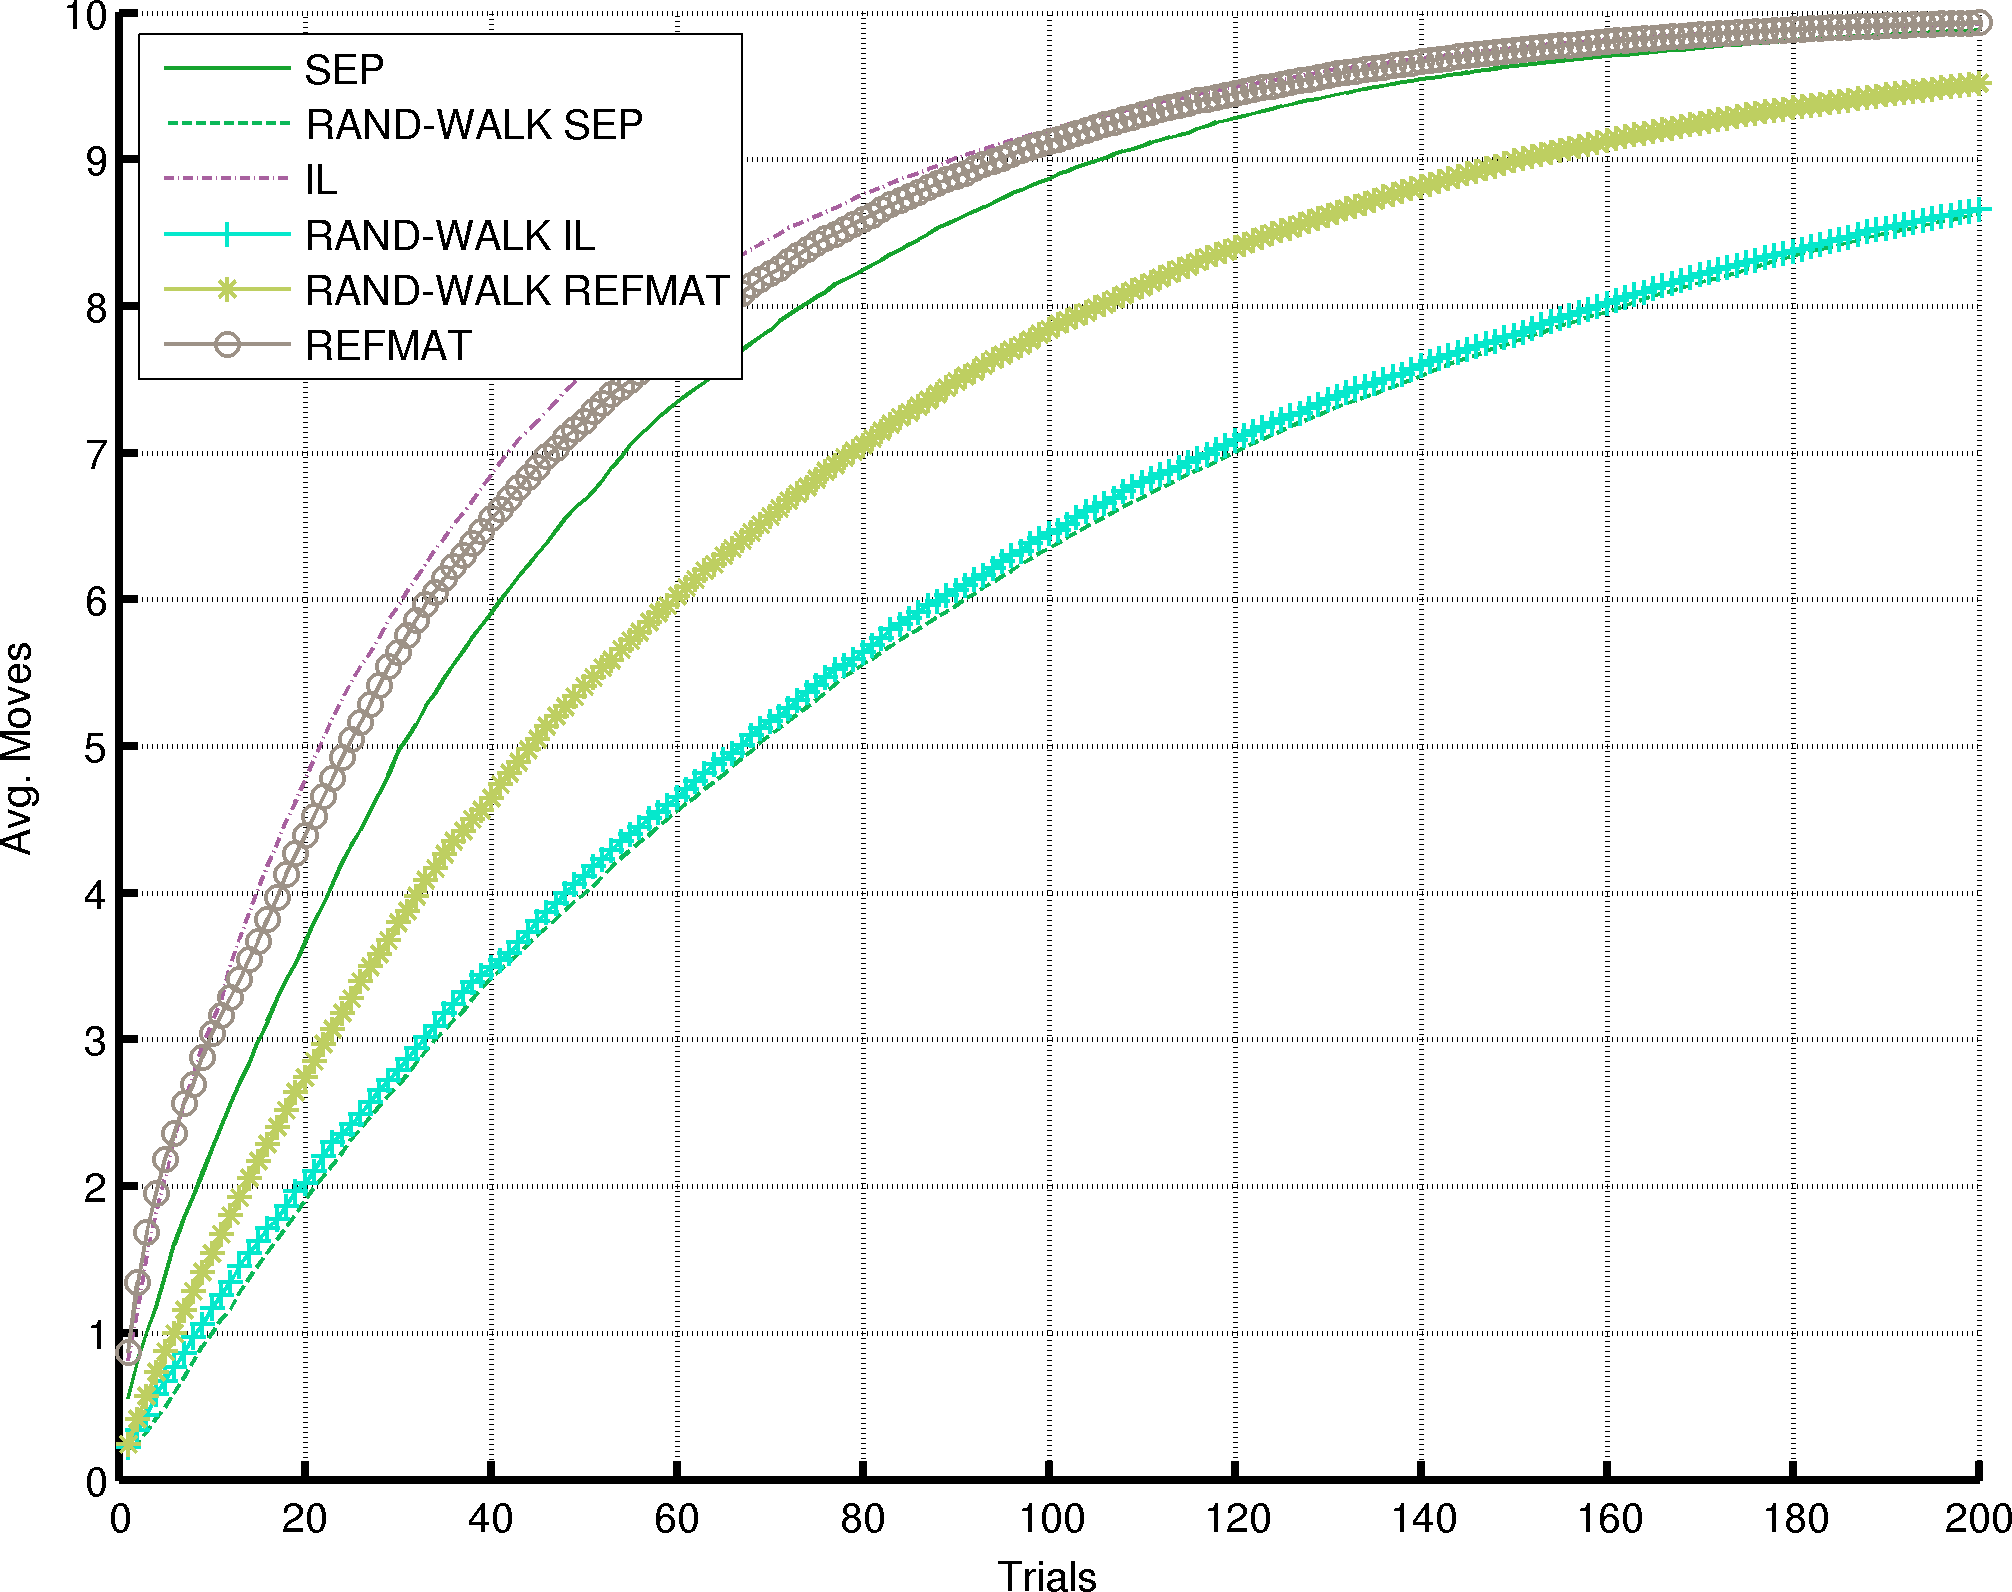 10
9
8
7
6
5
4
3
2
1
0
SEP
RAND-WALK SEP
IL
RAND-WALK IL
RAND-WALK REFMAT
REFMAT
Avg. Moves
0 20 40 60 80 100 120 140 160 180 200
Trials